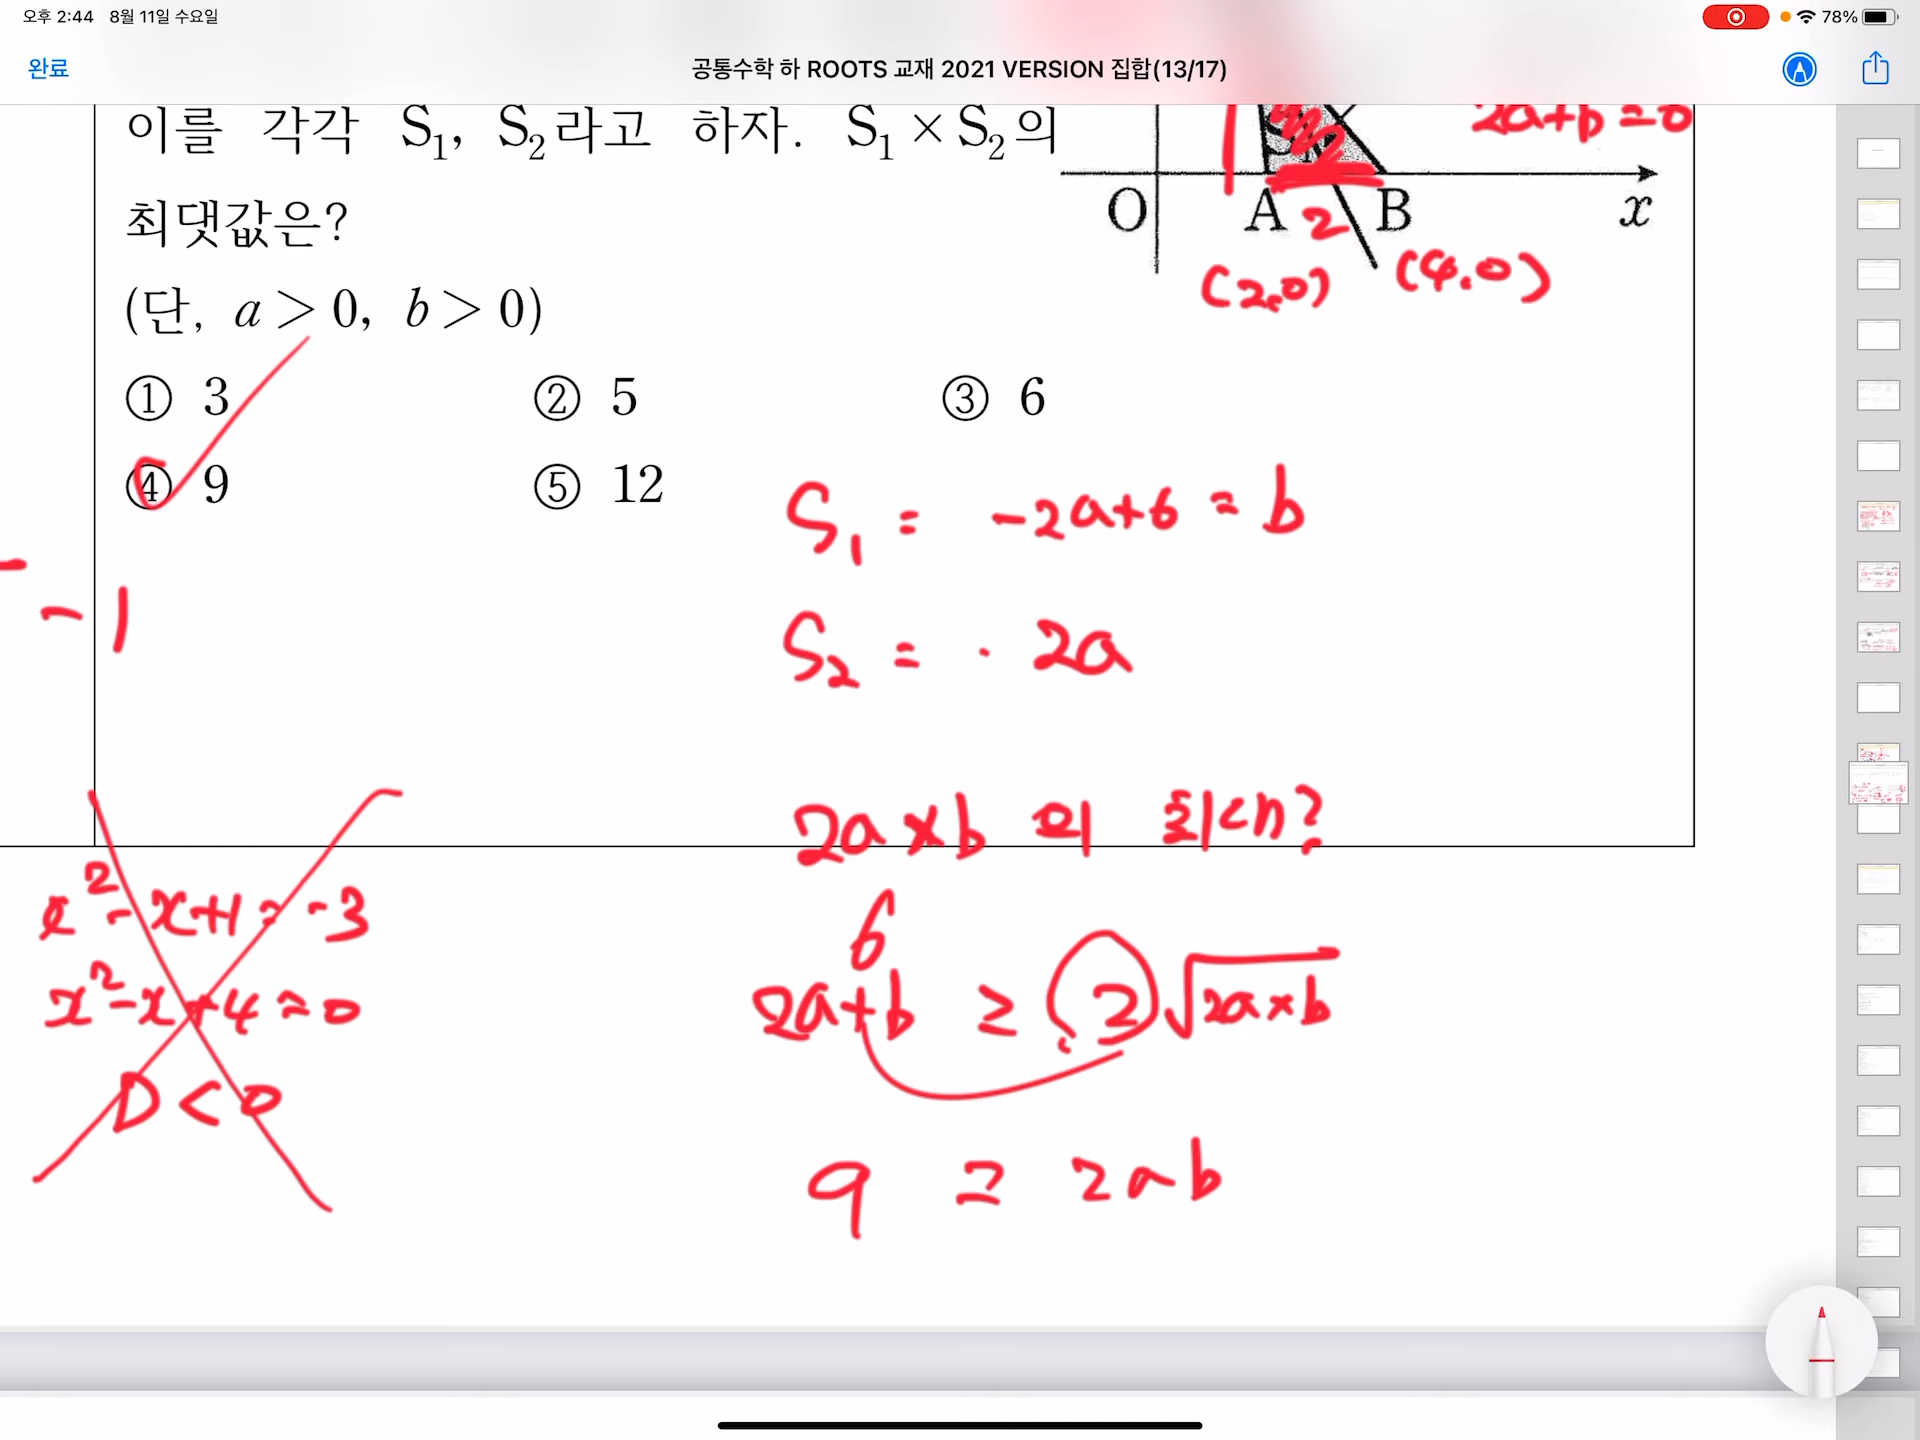 오후 2:44 8월 11일 수요일
78%
완료
공통수학 하 ROOTS 교재 2021 VERSION 집합(13/17)
이를 각각 S₁, S₂라고 하자. S₁×S₂의
최댓값은?
(단, a>0, b>0)
① 3 ② 5 ③ 6
④ 9 ⑤ 12
O A B x
2
(2,0) (4.0)
S₁ = -2a+6 = b
S₂ = · 2a
-1
2a×b 의
6
2a+b ≥ 2√2a×b
x²-x+1=-3
x²-x+4=0
D<0
9 ≥ 2ab